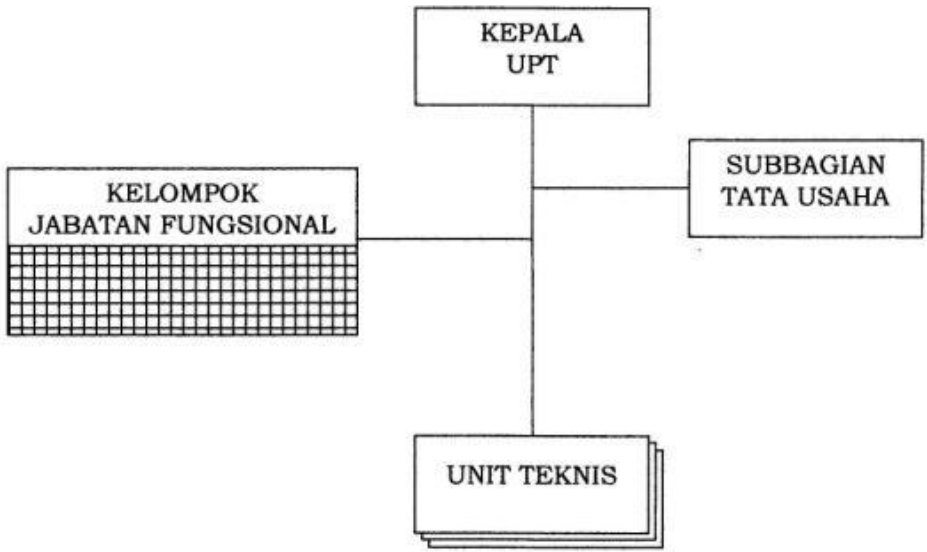 KEPALA
UPT
SUBBAGIAN
TATA USAHA
KELOMPOK
JABATAN FUNGSIONAL
UNIT TEKNIS